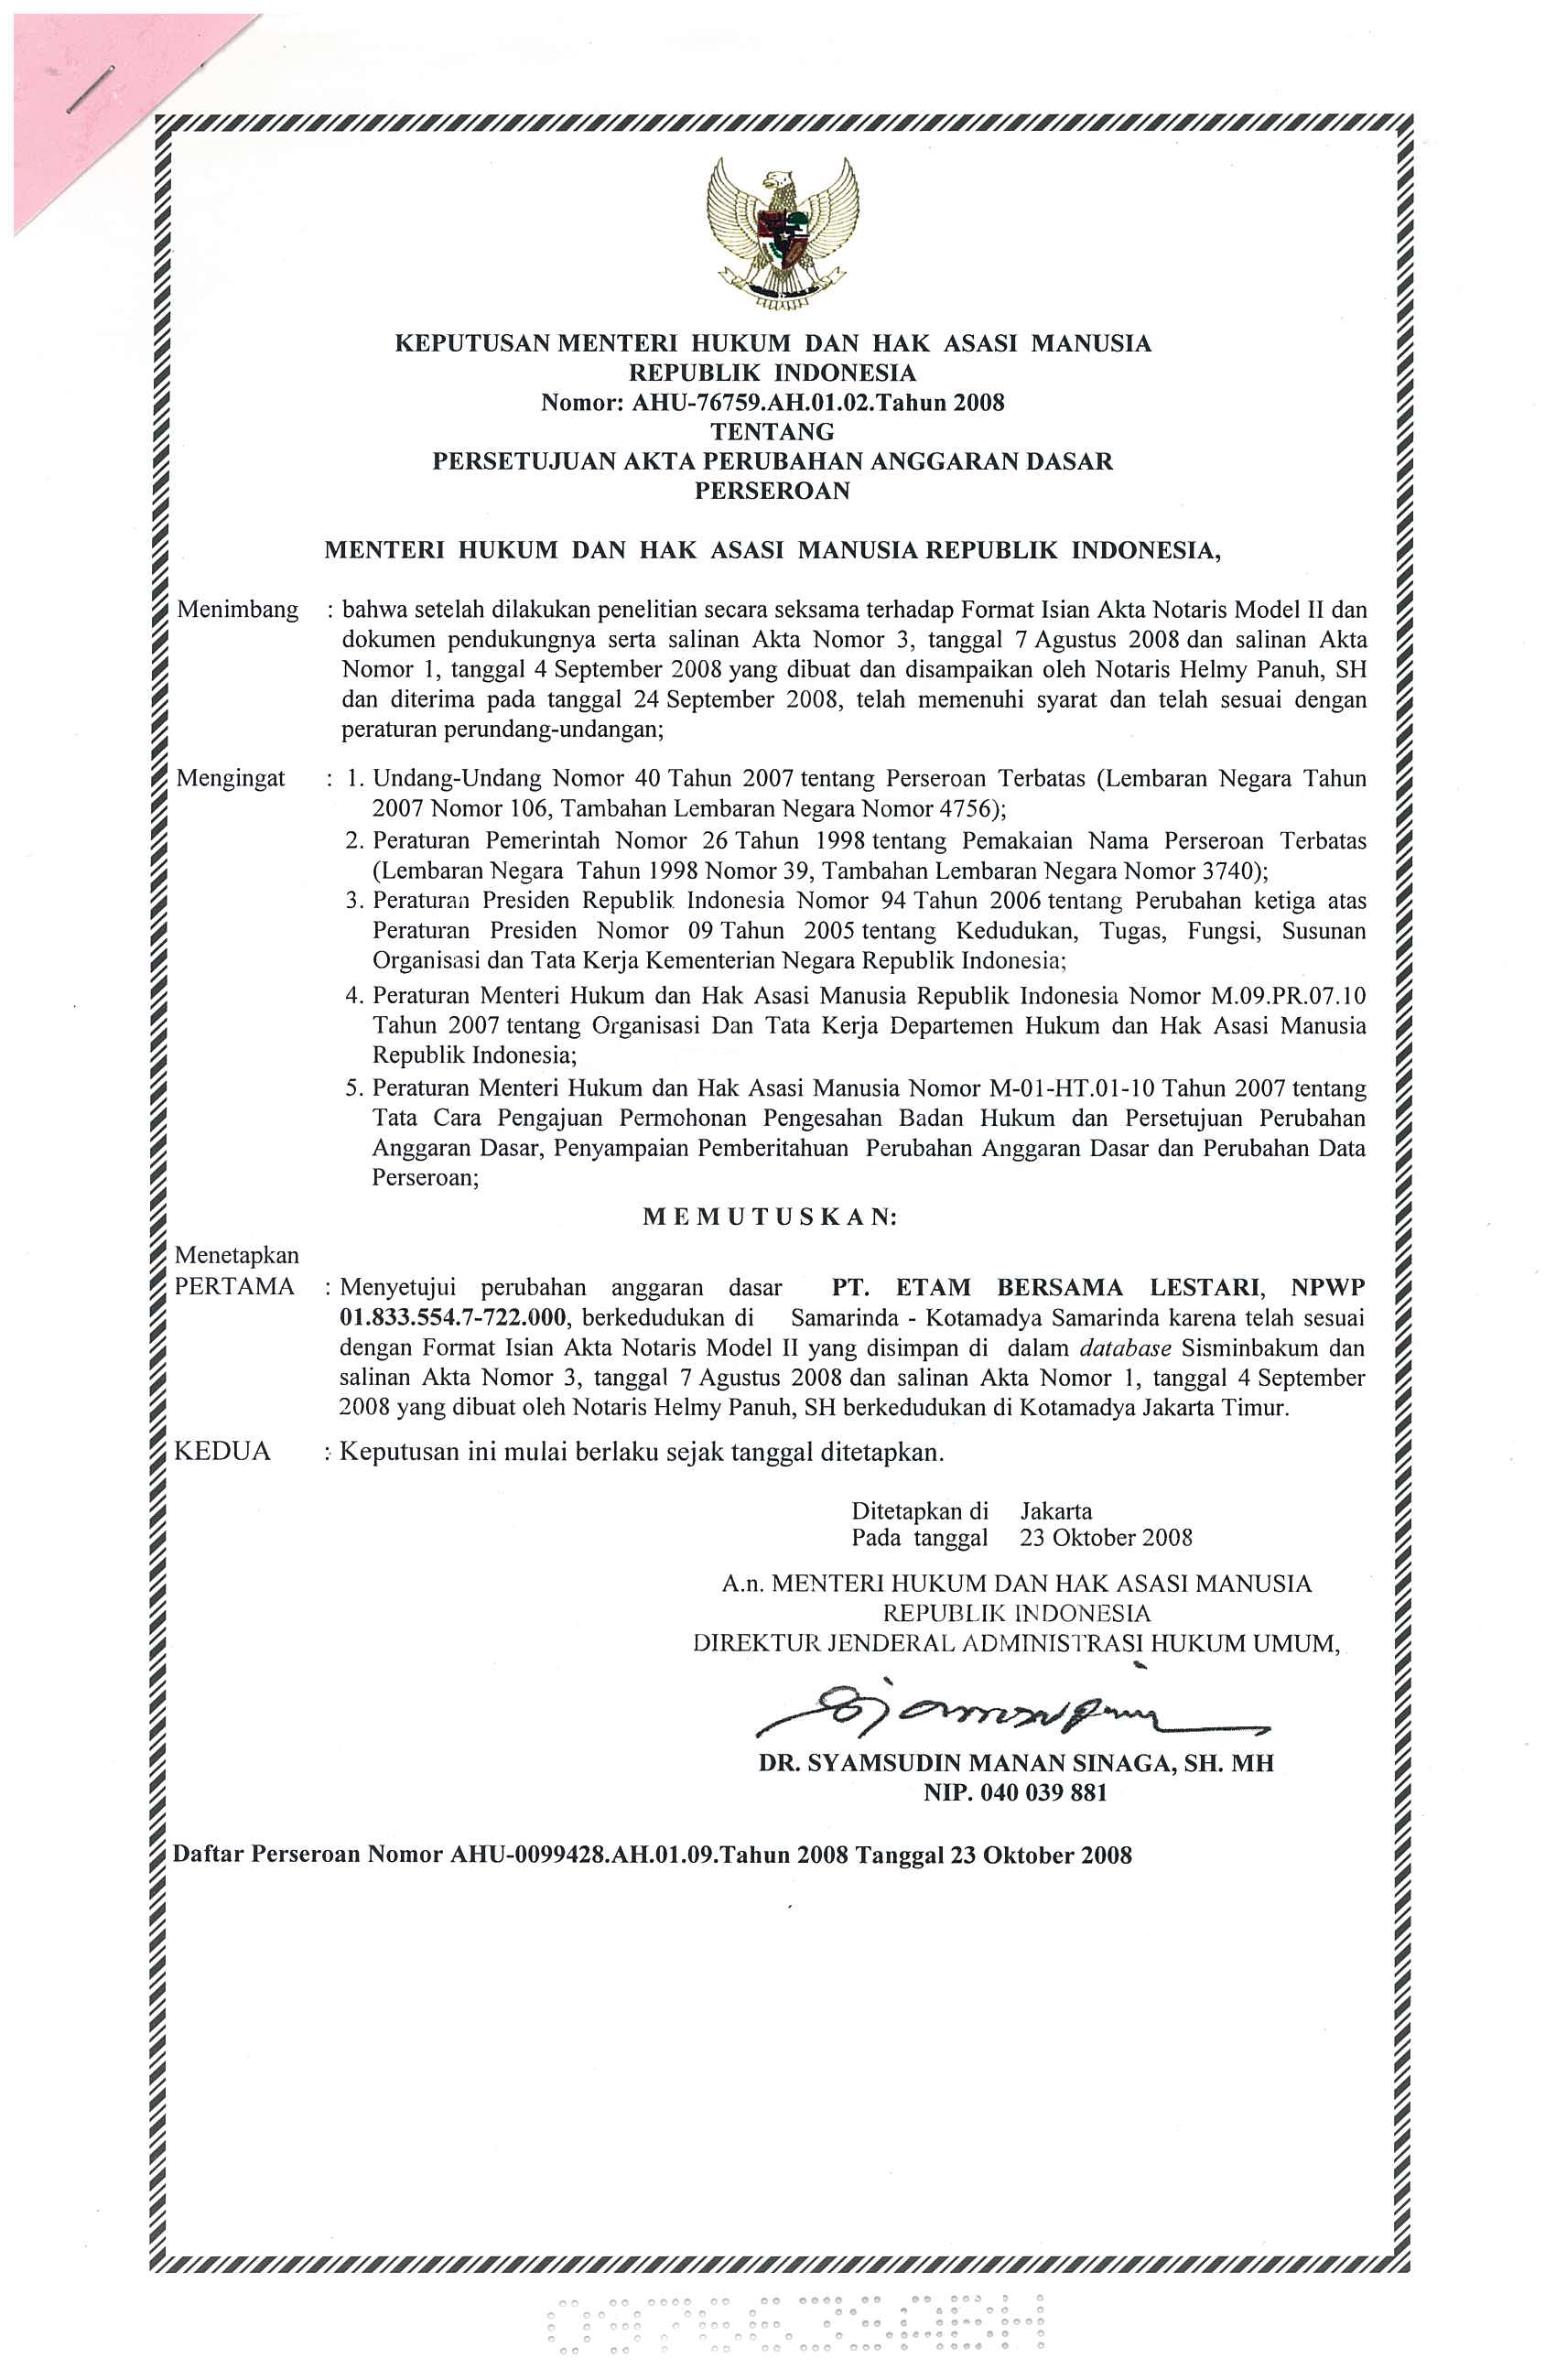 KEPUTUSAN MENTERI HUKUM DAN HAK ASASI MANUSIA
REPUBLIK INDONESIA
Nomor: AHU-76759.AH.01.02.Tahun 2008
TENTANG
PERSETUJUAN AKTA PERUBAHAN ANGGARAN DASAR
PERSEROAN
MENTERI HUKUM DAN HAK ASASI MANUSIA REPUBLIK INDONESIA,
Menimbang : bahwa setelah dilakukan penelitian secara seksama terhadap Format Isian Akta Notaris Model II dan
dokumen pendukungnya serta salinan Akta Nomor 3, tanggal 7 Agustus 2008 dan salinan Akta
Nomor 1, tanggal 4 September 2008 yang dibuat dan disampaikan oleh Notaris Helmy Panuh, SH
dan diterima pada tanggal 24 September 2008, telah memenuhi syarat dan telah sesuai dengan
peraturan perundang-undangan;
Mengingat : 1. Undang-Undang Nomor 40 Tahun 2007 tentang Perseroan Terbatas (Lembaran Negara Tahun
2007 Nomor 106, Tambahan Lembaran Negara Nomor 4756);
2. Peraturan Pemerintah Nomor 26 Tahun 1998 tentang Pemakaian Nama Perseroan Terbatas
(Lembaran Negara Tahun 1998 Nomor 39, Tambahan Lembaran Negara Nomor 3740);
3. Peraturan Presiden Republik Indonesia Nomor 94 Tahun 2006 tentang Perubahan ketiga atas
Peraturan Presiden Nomor 09 Tahun 2005 tentang Kedudukan, Tugas, Fungsi, Susunan
Organisasi dan Tata Kerja Kementerian Negara Republik Indonesia;
4. Peraturan Menteri Hukum dan Hak Asasi Manusia Republik Indonesia Nomor M.09.PR.07.10
Tahun 2007 tentang Organisasi Dan Tata Kerja Departemen Hukum dan Hak Asasi Manusia
Republik Indonesia;
5. Peraturan Menteri Hukum dan Hak Asasi Manusia Nomor M-01-HT.01-10 Tahun 2007 tentang
Tata Cara Pengajuan Permohonan Pengesahan Badan Hukum dan Persetujuan Perubahan
Anggaran Dasar, Penyampaian Pemberitahuan Perubahan Anggaran Dasar dan Perubahan Data
Perseroan;
M E M U T U S K A N:
Menetapkan
PERTAMA : Menyetujui perubahan anggaran dasar PT. ETAM BERSAMA LESTARI, NPWP
01.833.554.7-722.000, berkedudukan di Samarinda - Kotamadya Samarinda karena telah sesuai
dengan Format Isian Akta Notaris Model II yang disimpan di dalam database Sisminbakum dan
salinan Akta Nomor 3, tanggal 7 Agustus 2008 dan salinan Akta Nomor 1, tanggal 4 September
2008 yang dibuat oleh Notaris Helmy Panuh, SH berkedudukan di Kotamadya Jakarta Timur.
KEDUA : Keputusan ini mulai berlaku sejak tanggal ditetapkan.
Ditetapkan di Jakarta
Pada tanggal 23 Oktober 2008
A.n. MENTERI HUKUM DAN HAK ASASI MANUSIA
REPUBLIK INDONESIA
DIREKTUR JENDERAL ADMINISTRASI HUKUM UMUM,
DR. SYAMSUDIN MANAN SINAGA, SH. MH
NIP. 040 039 881
Daftar Perseroan Nomor AHU-0099428.AH.01.09.Tahun 2008 Tanggal 23 Oktober 2008